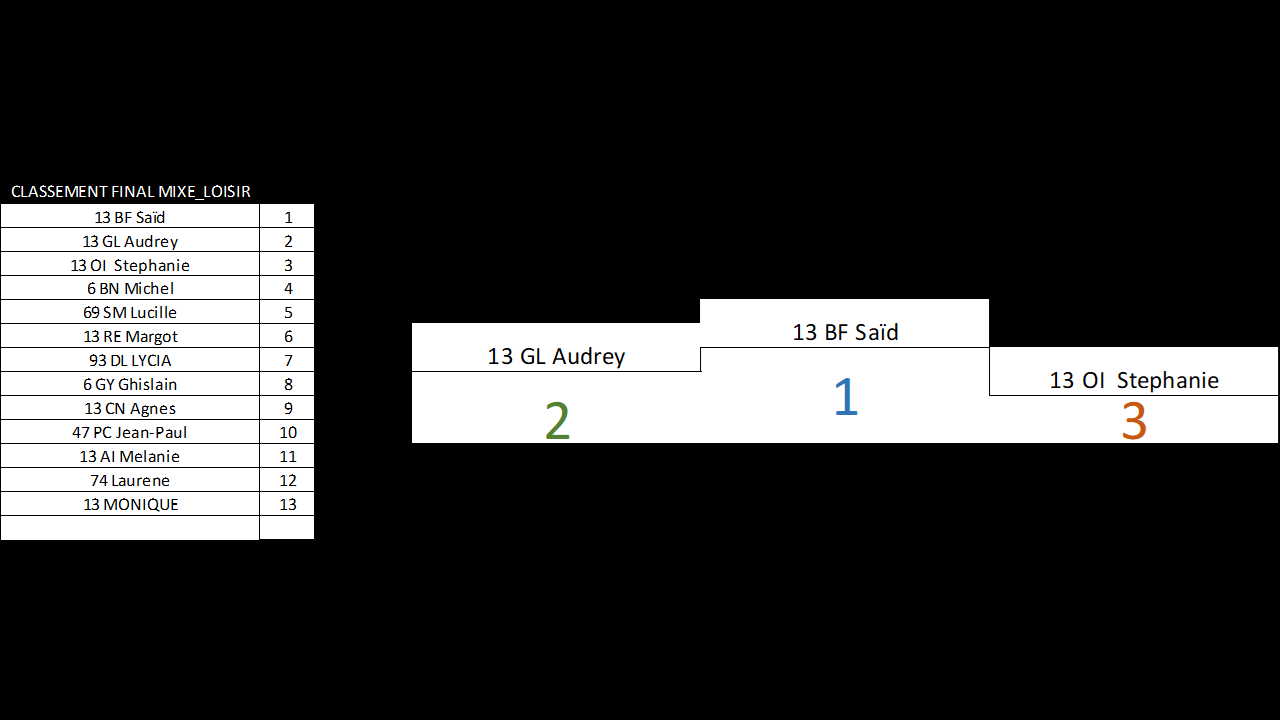 CLASSEMENT FINAL MIXE_LOISIR
13 BF Saïd 1
13 GL Audrey 2
13 OI  Stephanie 3
6 BN Michel 4
69 SM Lucille 5
13 RE Margot 6
93 DL LYCIA 7
6 GY Ghislain 8
13 CN Agnes 9
47 PC Jean-Paul 10
13 AI Melanie 11
74 Laurene 12
13 MONIQUE 13
13 GL Audrey
2
13 BF Saïd
1
13 OI  Stephanie
3